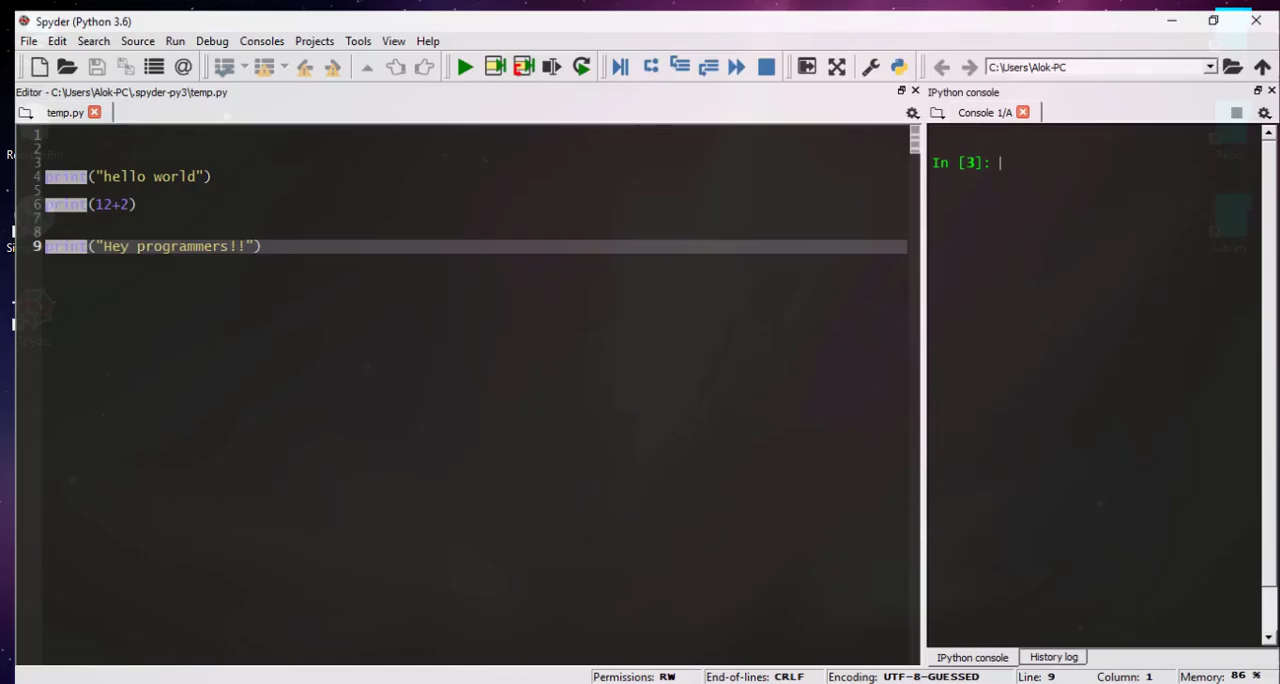 Spyder (Python 3.6)
File Edit Search Source Run Debug Consoles Projects Tools View Help
C:\Users\Alok-PC
Editor - C:\Users\Alok-PC\.spyder-py3\temp.py
IPython console
temp.py
Console 1/A
1
2
3
4 print("hello world")
5
6 print(12+2)
7
8
9 print("Hey programmers!!")
In [3]:
Spyder
Library
IPython console History log
Permissions: RW End-of-lines: CRLF Encoding: UTF-8-GUESSED Line: 9 Column: 1 Memory: 86 %